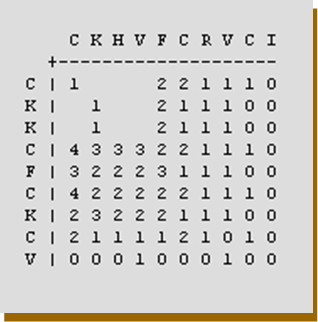 C K H V F C R V C I
+--------------------
C | 1       2 2 1 1 1 0
K |   1     2 1 1 1 0 0
K |   1     2 1 1 1 0 0
C | 4 3 3 3 2 2 1 1 1 0
F | 3 2 2 2 3 1 1 1 0 0
C | 4 2 2 2 2 2 1 1 1 0
K | 2 3 2 2 2 1 1 1 0 0
C | 2 1 1 1 1 2 1 0 1 0
V | 0 0 0 1 0 0 0 1 0 0